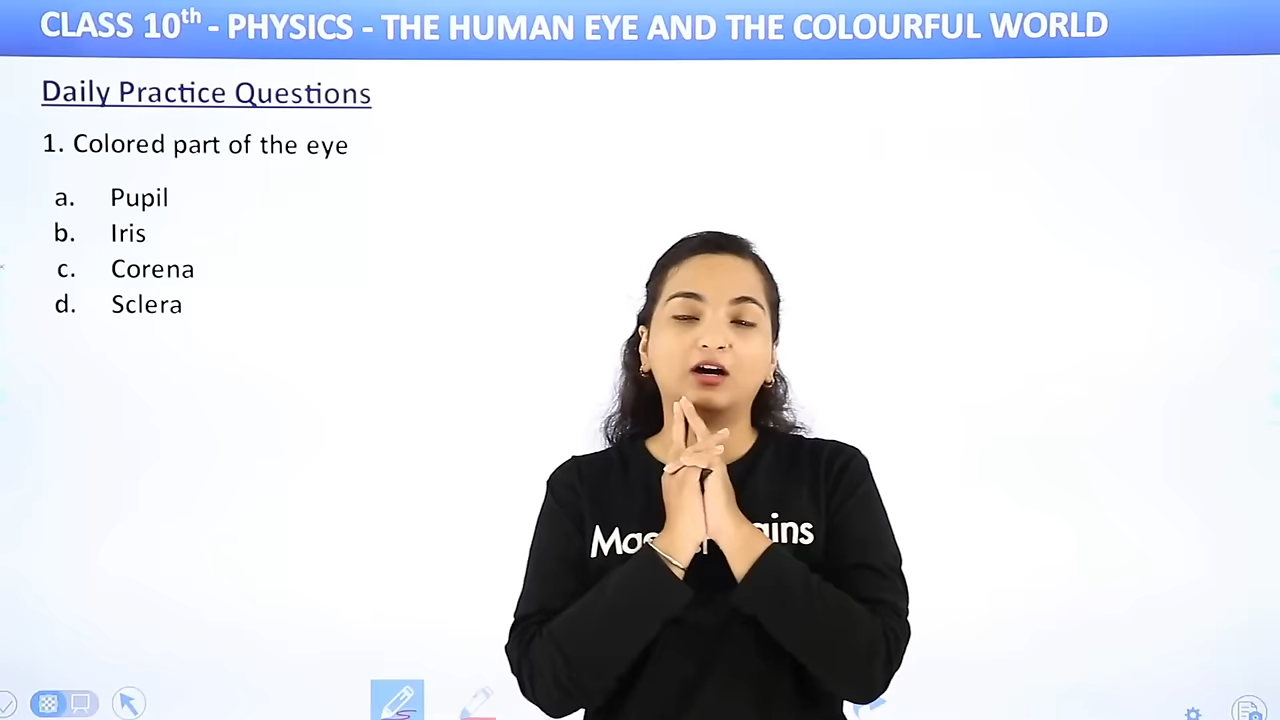 CLASS 10th - PHYSICS - THE HUMAN EYE AND THE COLOURFUL WORLD
Daily Practice Questions
1. Colored part of the eye
a. Pupil
b. Iris
c. Corena
d. Sclera